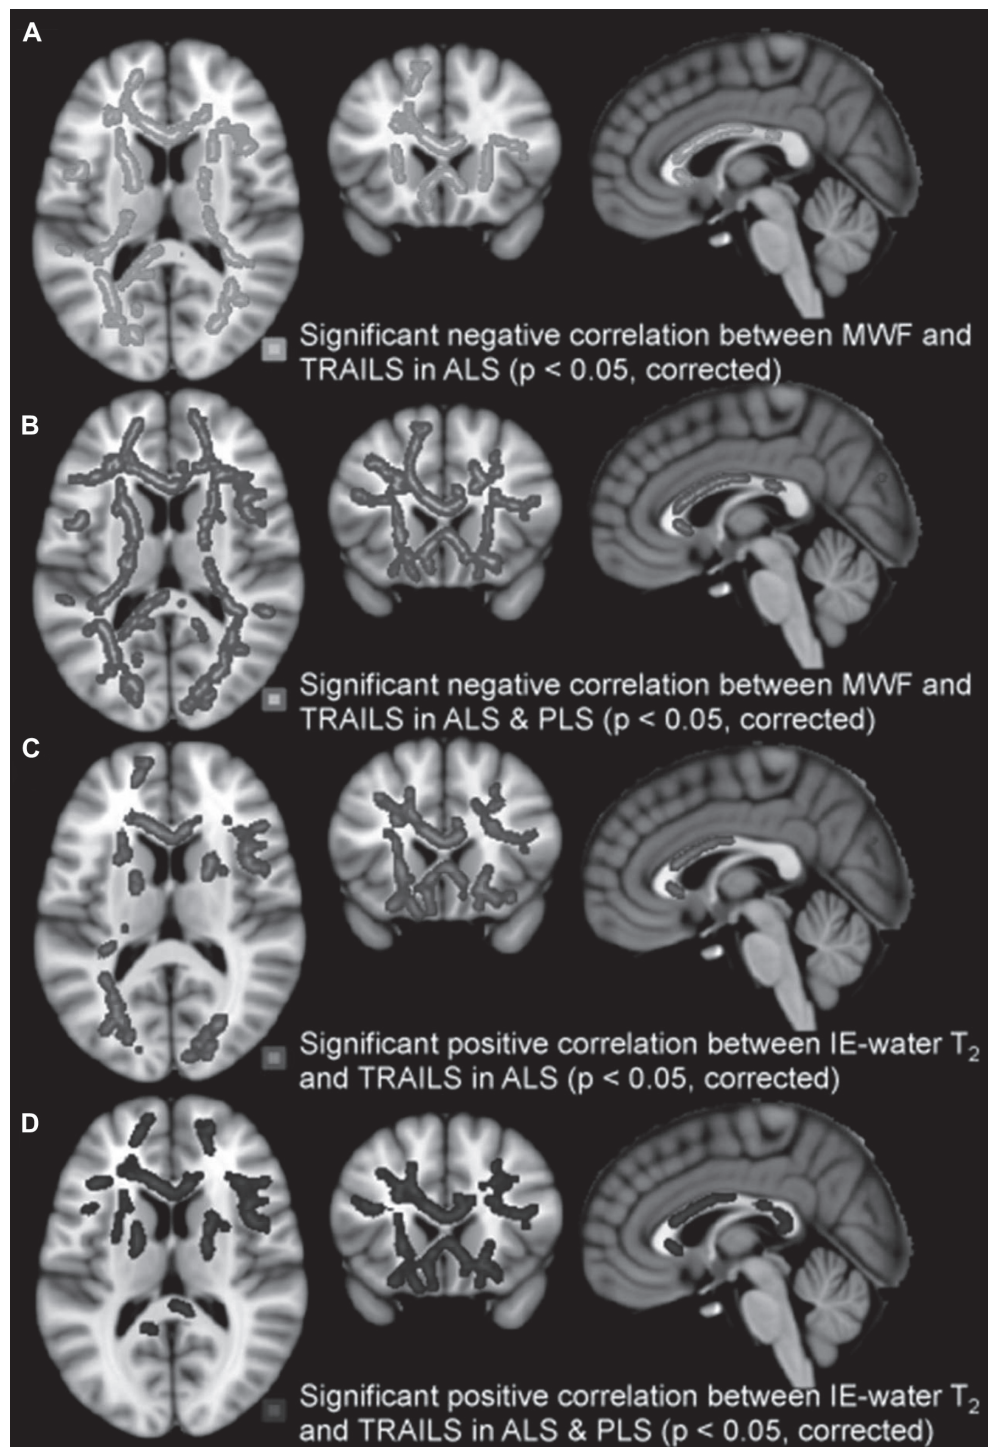 A
Significant negative correlation between MWF and
TRAILS in ALS (p < 0.05, corrected)
B
Significant negative correlation between MWF and
TRAILS in ALS & PLS (p < 0.05, corrected)
C
Significant positive correlation between IE-water T₂
and TRAILS in ALS (p < 0.05, corrected)
D
Significant positive correlation between IE-water T₂
and TRAILS in ALS & PLS (p < 0.05, corrected)